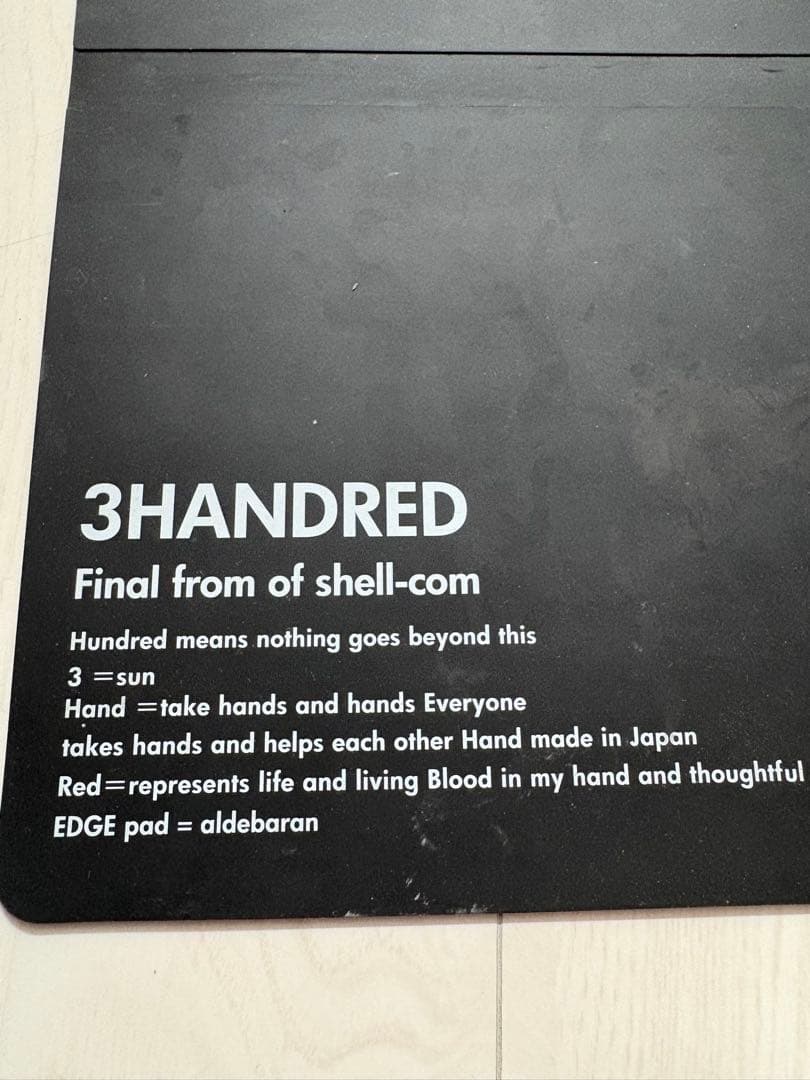 3HANDRED
Final from of shell-com
Hundred means nothing goes beyond this
3 =sun
Hand =take hands and hands Everyone
takes hands and helps each other Hand made in Japan
Red=represents life and living Blood in my hand and thoughtful
EDGE pad = aldebaran